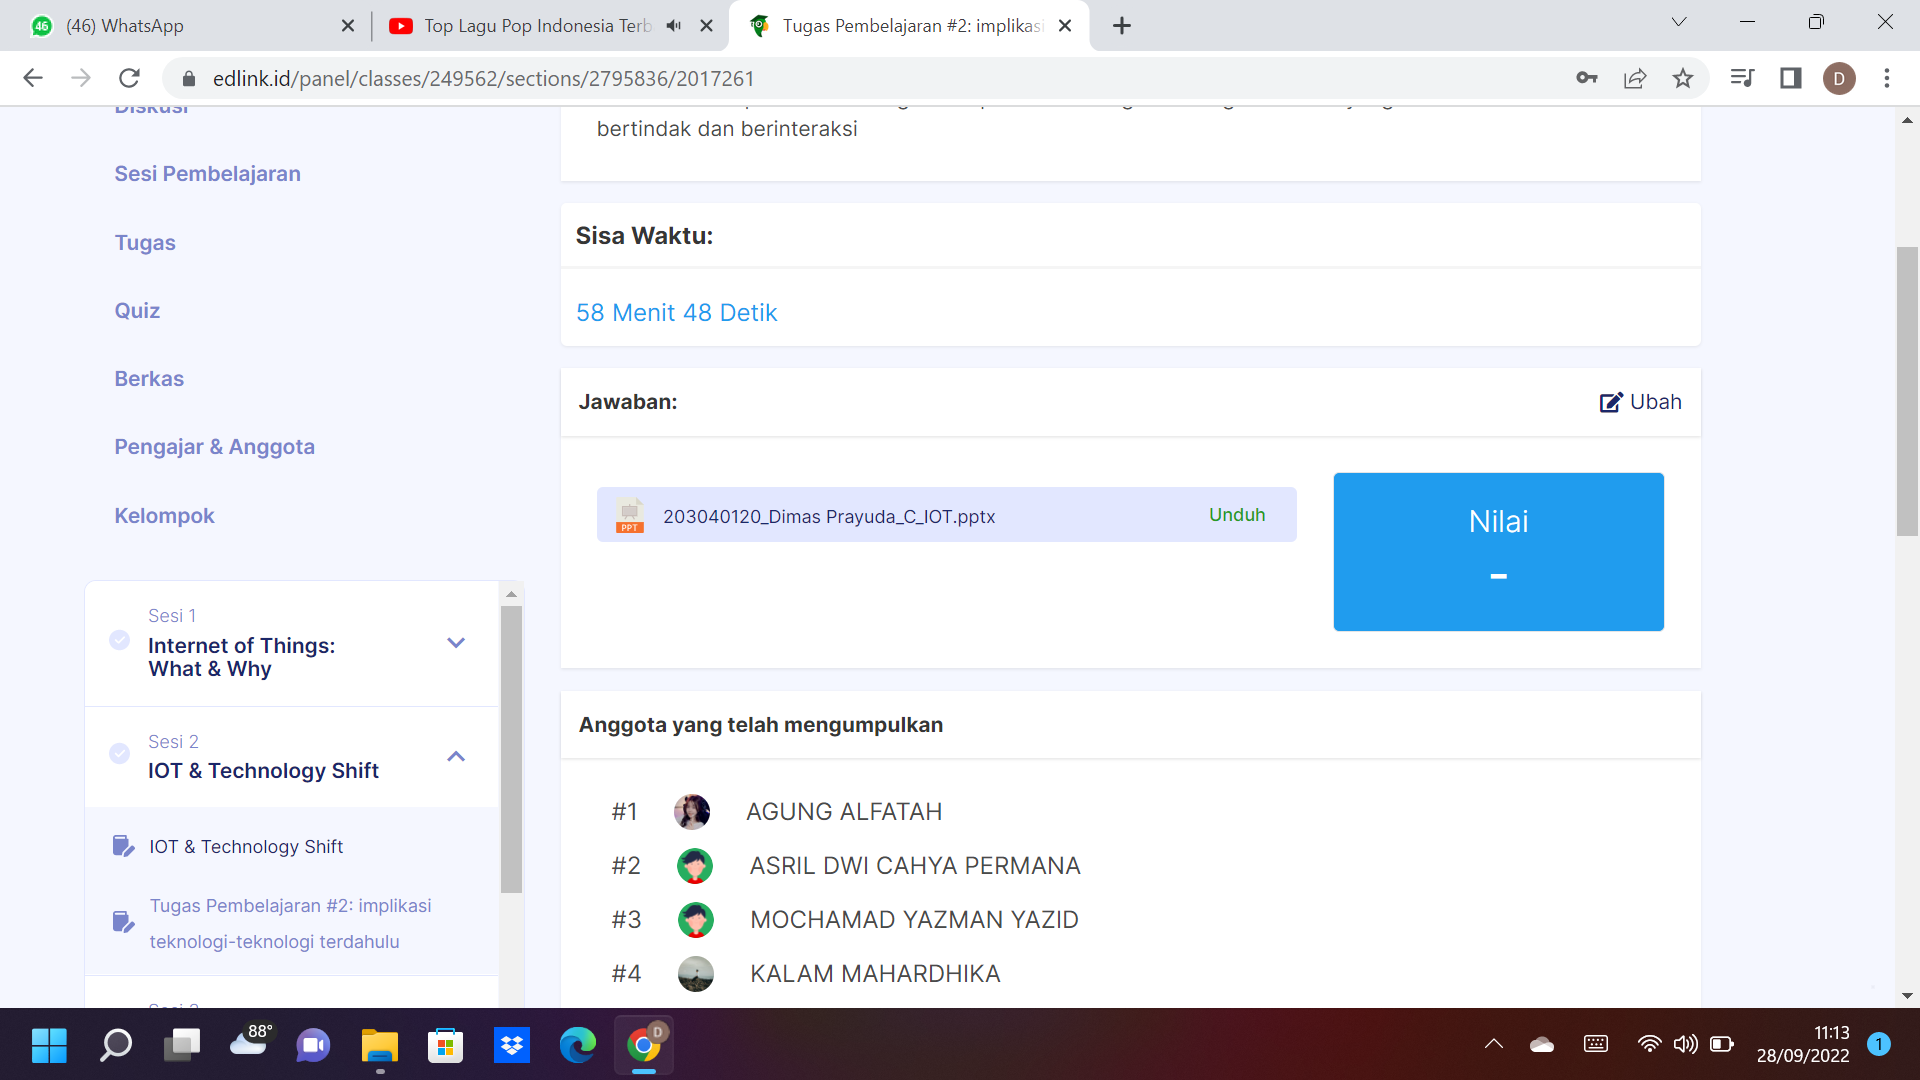 46
(46) WhatsApp
Top Lagu Pop Indonesia Terb
Tugas Pembelajaran #2: implikasi
edlink.id/panel/classes/249562/sections/2795836/2017261
D
Diskusi
Sesi Pembelajaran
Tugas
Quiz
Berkas
Pengajar & Anggota
Kelompok
Sesi 1
Internet of Things:
What & Why
Sesi 2
IOT & Technology Shift
IOT & Technology Shift
Tugas Pembelajaran #2: implikasi
teknologi-teknologi terdahulu
bertindak dan berinteraksi
Sisa Waktu:
58 Menit 48 Detik
Jawaban:
Ubah
PPT
203040120_Dimas Prayuda_C_IOT.pptx
Unduh
Nilai
-
Anggota yang telah mengumpulkan
#1 AGUNG ALFATAH
#2 ASRIL DWI CAHYA PERMANA
#3 MOCHAMAD YAZMAN YAZID
#4 KALAM MAHARDHIKA
88°
D
11:13
28/09/2022
1